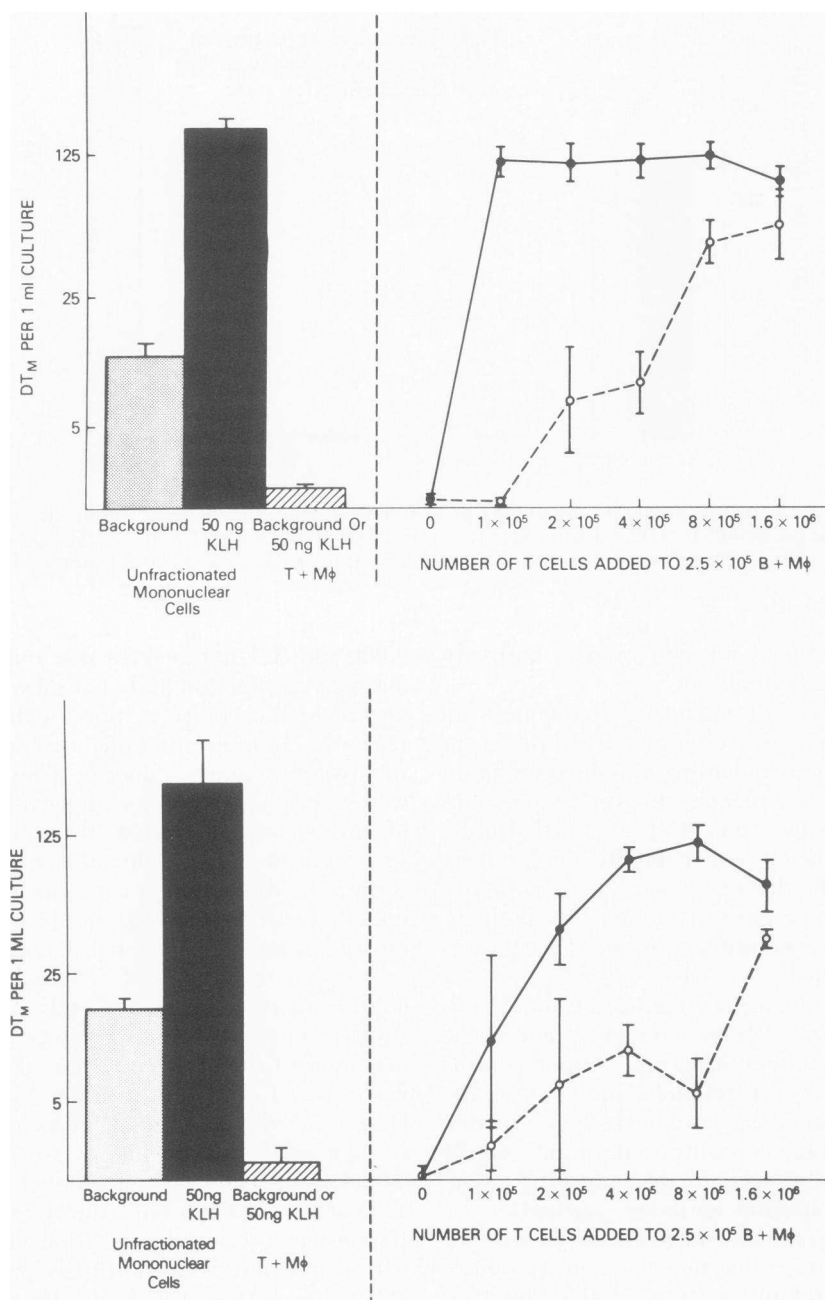 DT_M PER 1 ml CULTURE
125
25
5
Background
50 ng
KLH
Background Or
50 ng KLH
Unfractionated
Mononuclear
Cells
T + Mϕ
0
1 × 10⁵
2 × 10⁵
4 × 10⁵
8 × 10⁵
1.6 × 10⁶
NUMBER OF T CELLS ADDED TO 2.5 × 10⁵ B + Mϕ
DT_M PER 1 ML CULTURE
125
25
5
Background
50ng
KLH
Background or
50ng KLH
Unfractionated
Mononuclear
Cells
T + Mϕ
0
1 × 10⁵
2 × 10⁵
4 × 10⁵
8 × 10⁵
1.6 × 10⁶
NUMBER OF T CELLS ADDED TO 2.5 × 10⁵ B + Mϕ